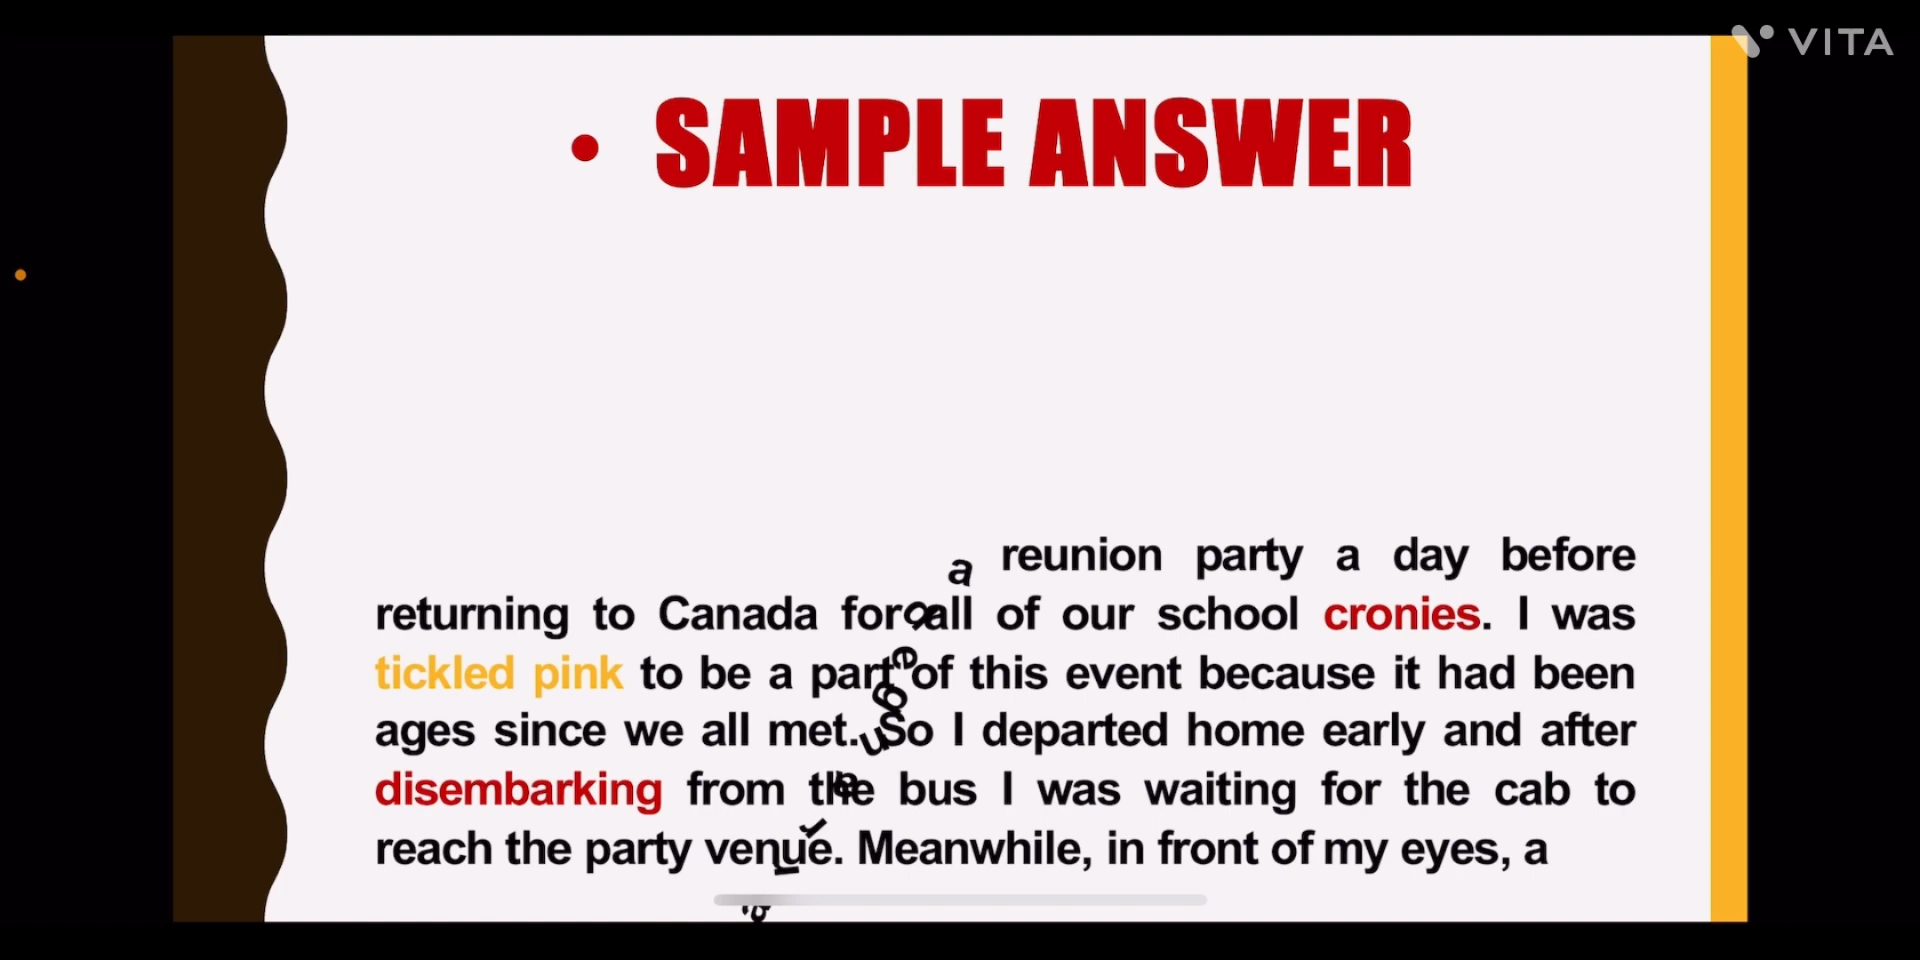 VITA
• SAMPLE ANSWER
a reunion party a day before
returning to Canada for all of our school cronies. I was
tickled pink to be a part of this event because it had been
ages since we all met. So I departed home early and after
disembarking from the bus I was waiting for the cab to
reach the party venue. Meanwhile, in front of my eyes, a